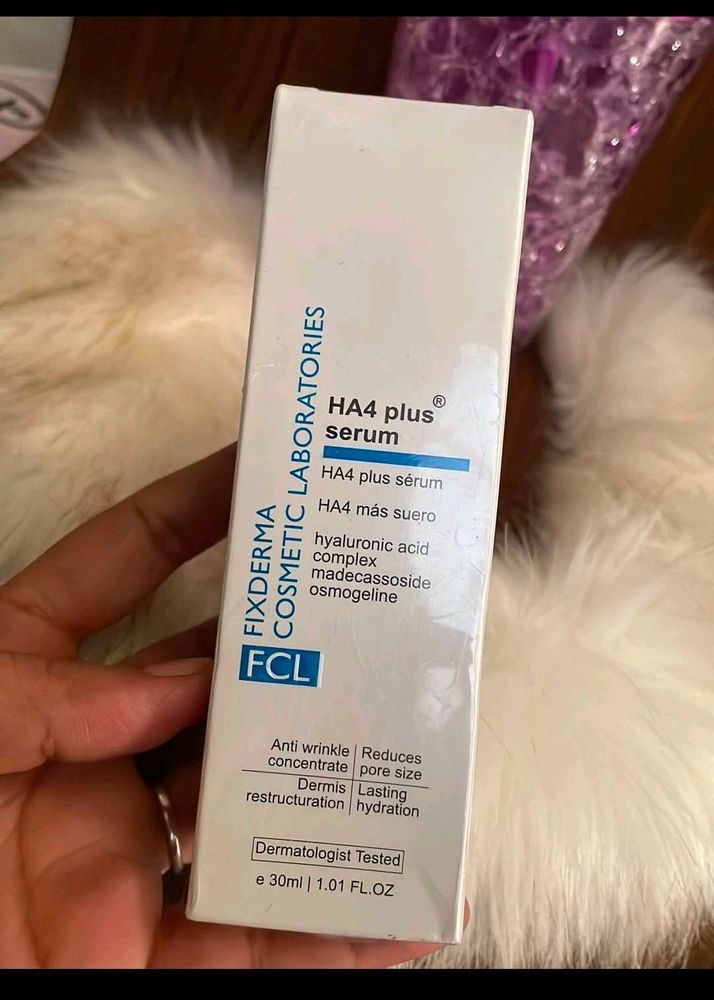 FIXDERMA
COSMETIC LABORATORIES
FCL
HA4 plus®
serum
HA4 plus sérum
HA4 más suero
hyaluronic acid
complex
madecassoside
osmogeline
Anti wrinkle
concentrate
Reduces
pore size
Dermis
restructuration
Lasting
hydration
Dermatologist Tested
e 30ml | 1.01 FL.OZ